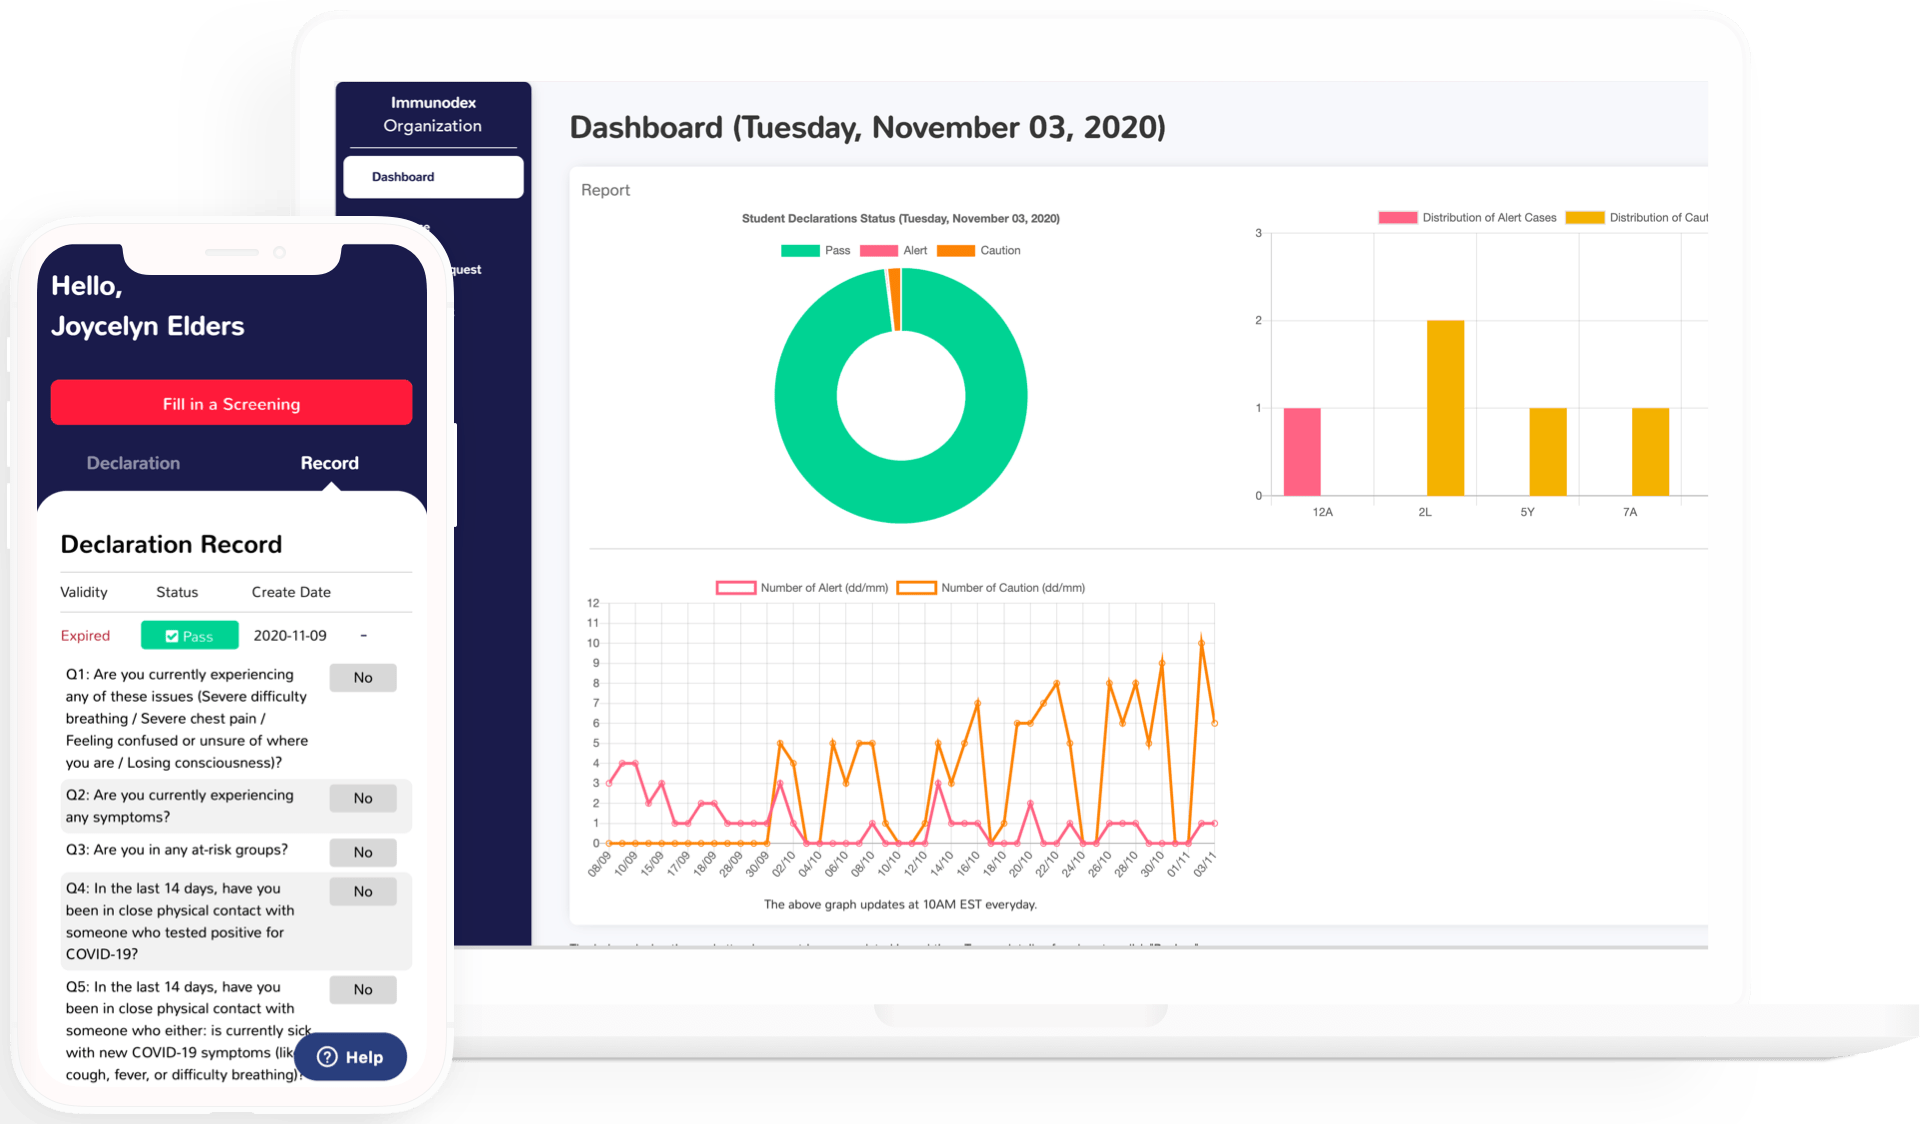 Immunodex
Organization
Dashboard
quest
Dashboard (Tuesday, November 03, 2020)
Report
Student Declarations Status (Tuesday, November 03, 2020)
Pass
Alert
Caution
Distribution of Alert Cases
Distribution of Caut
3
2
1
0
12A
2L
5Y
7A
Number of Alert (dd/mm)
Number of Caution (dd/mm)
12
11
10
9
8
7
6
5
4
3
2
1
0
08/09
10/09
15/09
17/09
18/09
28/09
30/09
02/10
04/10
06/10
08/10
10/10
12/10
14/10
16/10
18/10
20/10
22/10
24/10
26/10
28/10
30/10
01/11
03/11
The above graph updates at 10AM EST everyday.
Hello,
Joycelyn Elders
Fill in a Screening
Declaration
Record
Declaration Record
Validity
Status
Create Date
Expired
Pass
2020-11-09
-
Q1: Are you currently experiencing
any of these issues (Severe difficulty
breathing / Severe chest pain /
Feeling confused or unsure of where
you are / Losing consciousness)?
No
Q2: Are you currently experiencing
any symptoms?
No
Q3: Are you in any at-risk groups?
No
Q4: In the last 14 days, have you
been in close physical contact with
someone who tested positive for
COVID-19?
No
Q5: In the last 14 days, have you
been in close physical contact with
someone who either: is currently sick
with new COVID-19 symptoms (lik
cough, fever, or difficulty breathing)?
No
Help